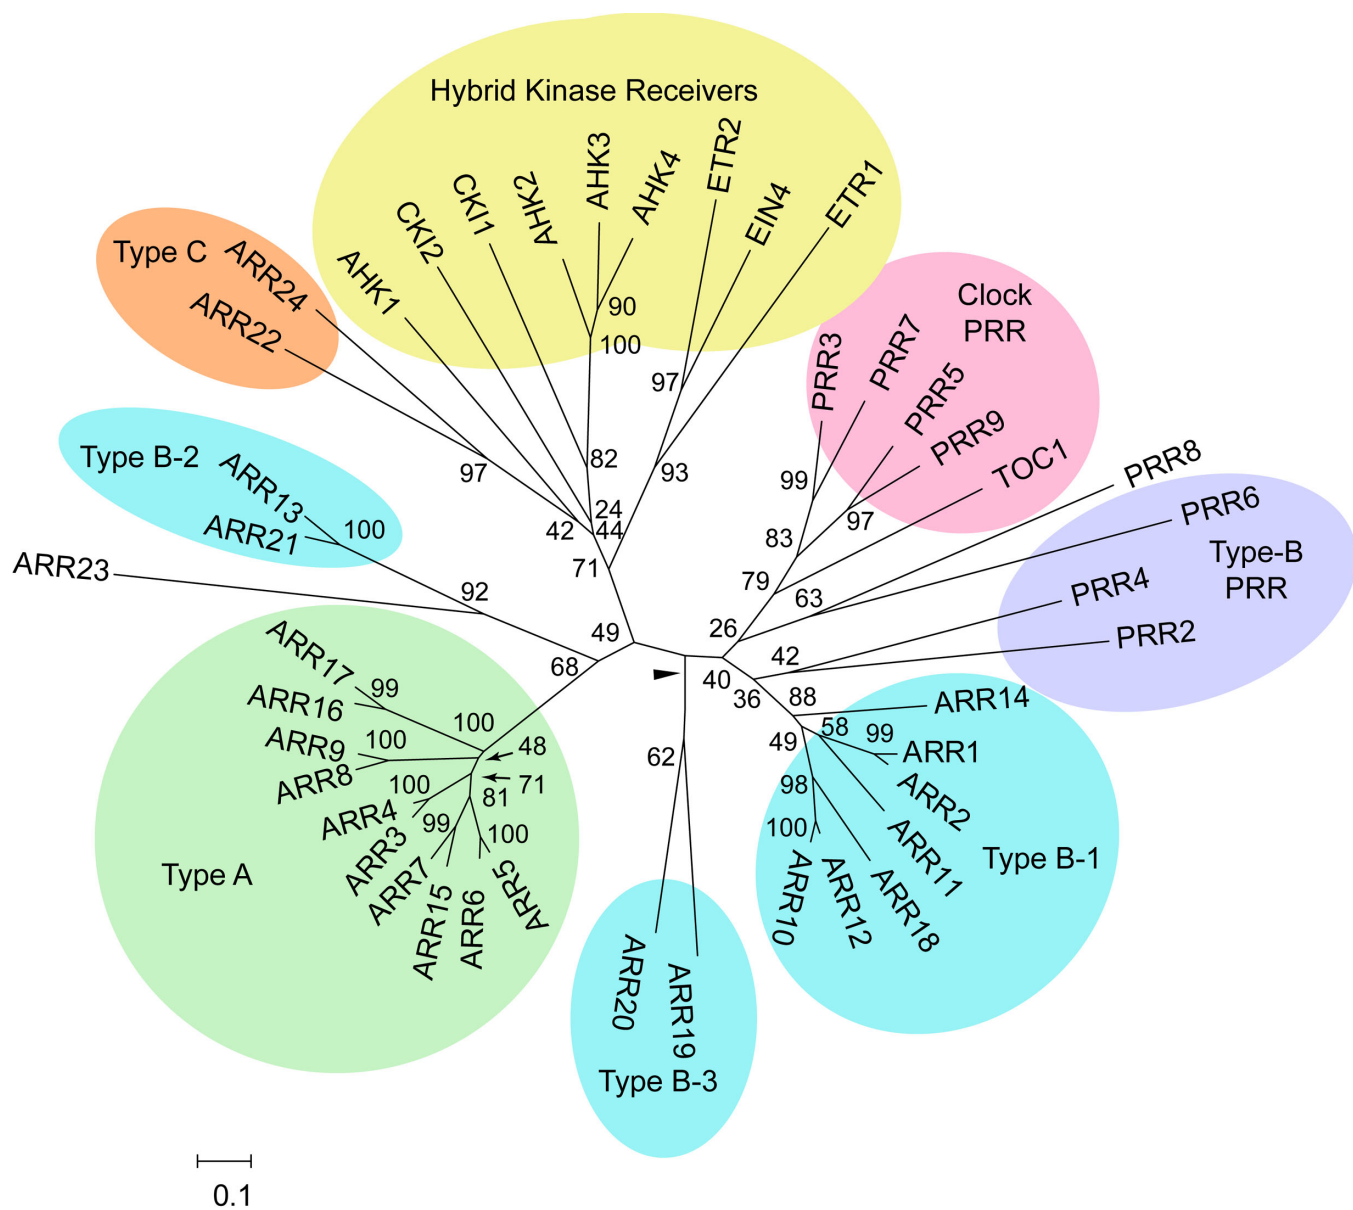 Hybrid Kinase Receivers
AHK1
CKI2
CKI1
AHK2
AHK3
AHK4
ETR2
EIN4
ETR1
90
100
97
82
93
24
44
42
71
Type C
ARR24
ARR22
97
Type B-2
ARR13
ARR21
100
ARR23
92
Clock
PRR
PRR3
PRR7
PRR5
PRR9
TOC1
99
97
83
79
PRR8
63
26
PRR6
Type-B
PRR
PRR4
PRR2
42
40
36
49
68
ARR17
99
ARR16
100
ARR9
100
ARR8
48
71
100
ARR4
81
ARR3
99
100
ARR7
ARR15
ARR6
ARR5
Type A
62
ARR20
ARR19
Type B-3
88
ARR14
58
99
49
ARR1
ARR2
98
ARR11
Type B-1
100
ARR18
ARR12
ARR10
0.1